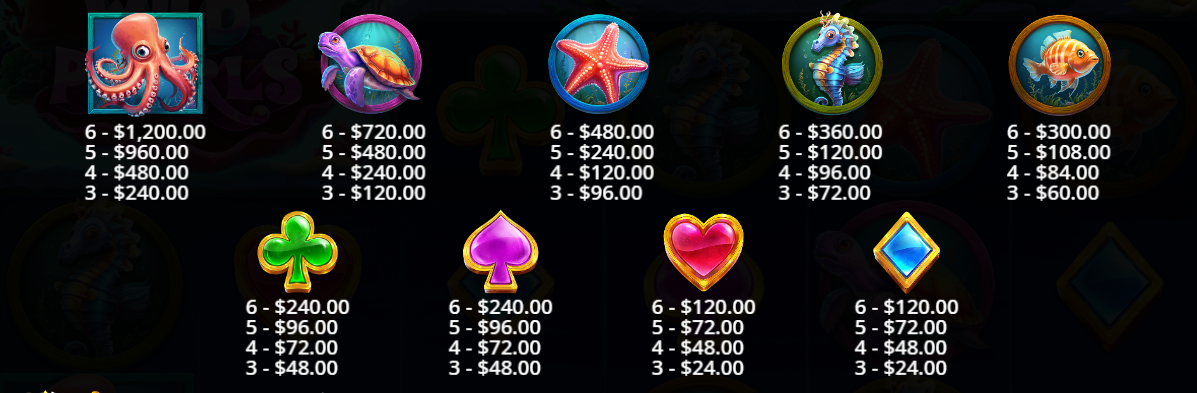 6 - $1,200.00
5 - $960.00
4 - $480.00
3 - $240.00
6 - $720.00
5 - $480.00
4 - $240.00
3 - $120.00
6 - $480.00
5 - $240.00
4 - $120.00
3 - $96.00
6 - $360.00
5 - $120.00
4 - $96.00
3 - $72.00
6 - $300.00
5 - $108.00
4 - $84.00
3 - $60.00
6 - $240.00
5 - $96.00
4 - $72.00
3 - $48.00
6 - $240.00
5 - $96.00
4 - $72.00
3 - $48.00
6 - $120.00
5 - $72.00
4 - $48.00
3 - $24.00
6 - $120.00
5 - $72.00
4 - $48.00
3 - $24.00